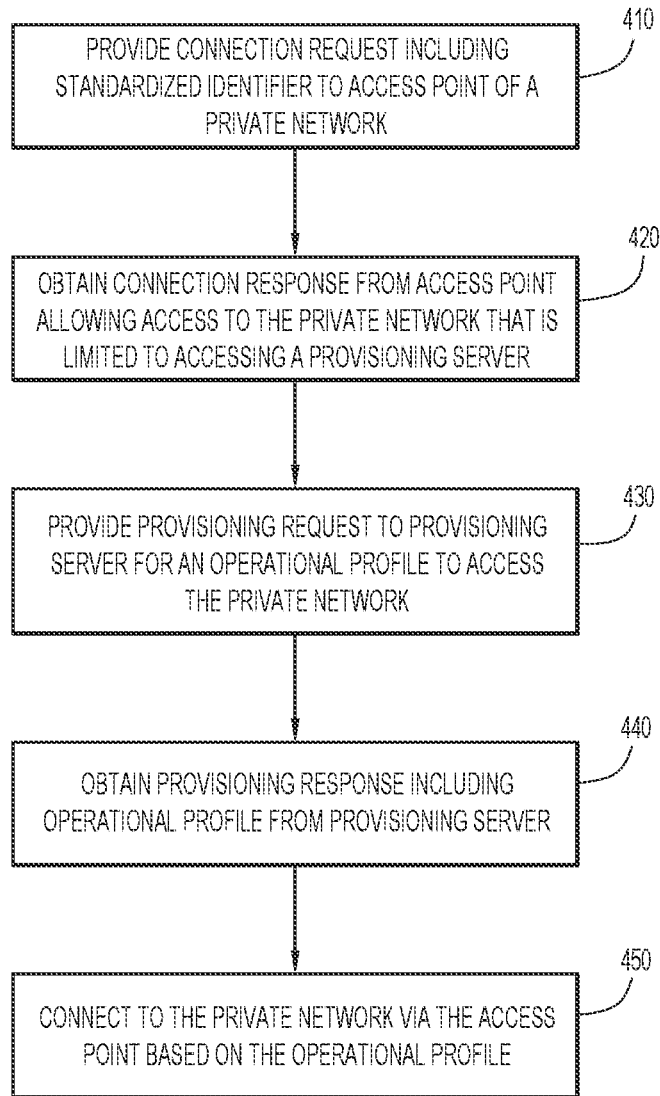 410
PROVIDE CONNECTION REQUEST INCLUDING
STANDARDIZED IDENTIFIER TO ACCESS POINT OF A
PRIVATE NETWORK
420
OBTAIN CONNECTION RESPONSE FROM ACCESS POINT
ALLOWING ACCESS TO THE PRIVATE NETWORK THAT IS
LIMITED TO ACCESSING A PROVISIONING SERVER
430
PROVIDE PROVISIONING REQUEST TO PROVISIONING
SERVER FOR AN OPERATIONAL PROFILE TO ACCESS
THE PRIVATE NETWORK
440
OBTAIN PROVISIONING RESPONSE INCLUDING
OPERATIONAL PROFILE FROM PROVISIONING SERVER
450
CONNECT TO THE PRIVATE NETWORK VIA THE ACCESS
POINT BASED ON THE OPERATIONAL PROFILE